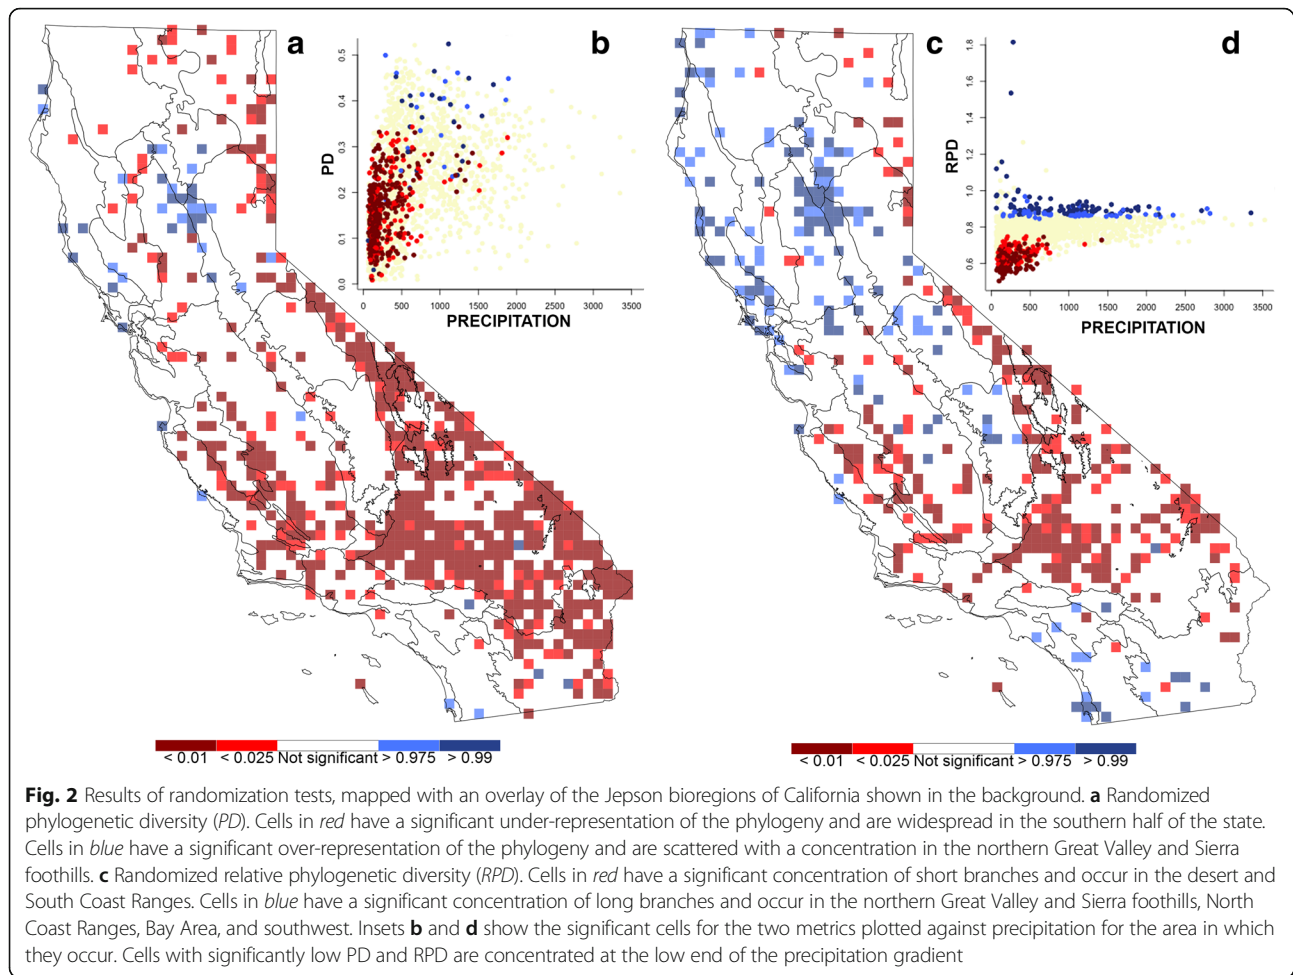 a
b
PD
0.0
0.1
0.2
0.3
0.4
0.5
0
500
1000
1500
2000
2500
3000
3500
PRECIPITATION
< 0.01 < 0.025 Not significant > 0.975 > 0.99
c
d
RPD
0.6
0.8
1.0
1.2
1.4
1.6
1.8
0
500
1000
1500
2000
2500
3000
3500
PRECIPITATION
< 0.01 < 0.025 Not significant > 0.975 > 0.99
Fig. 2 Results of randomization tests, mapped with an overlay of the Jepson bioregions of California shown in the background. a Randomized
phylogenetic diversity (PD). Cells in red have a significant under-representation of the phylogeny and are widespread in the southern half of the state.
Cells in blue have a significant over-representation of the phylogeny and are scattered with a concentration in the northern Great Valley and Sierra
foothills. c Randomized relative phylogenetic diversity (RPD). Cells in red have a significant concentration of short branches and occur in the desert and
South Coast Ranges. Cells in blue have a significant concentration of long branches and occur in the northern Great Valley and Sierra foothills, North
Coast Ranges, Bay Area, and southwest. Insets b and d show the significant cells for the two metrics plotted against precipitation for the area in which
they occur. Cells with significantly low PD and RPD are concentrated at the low end of the precipitation gradient